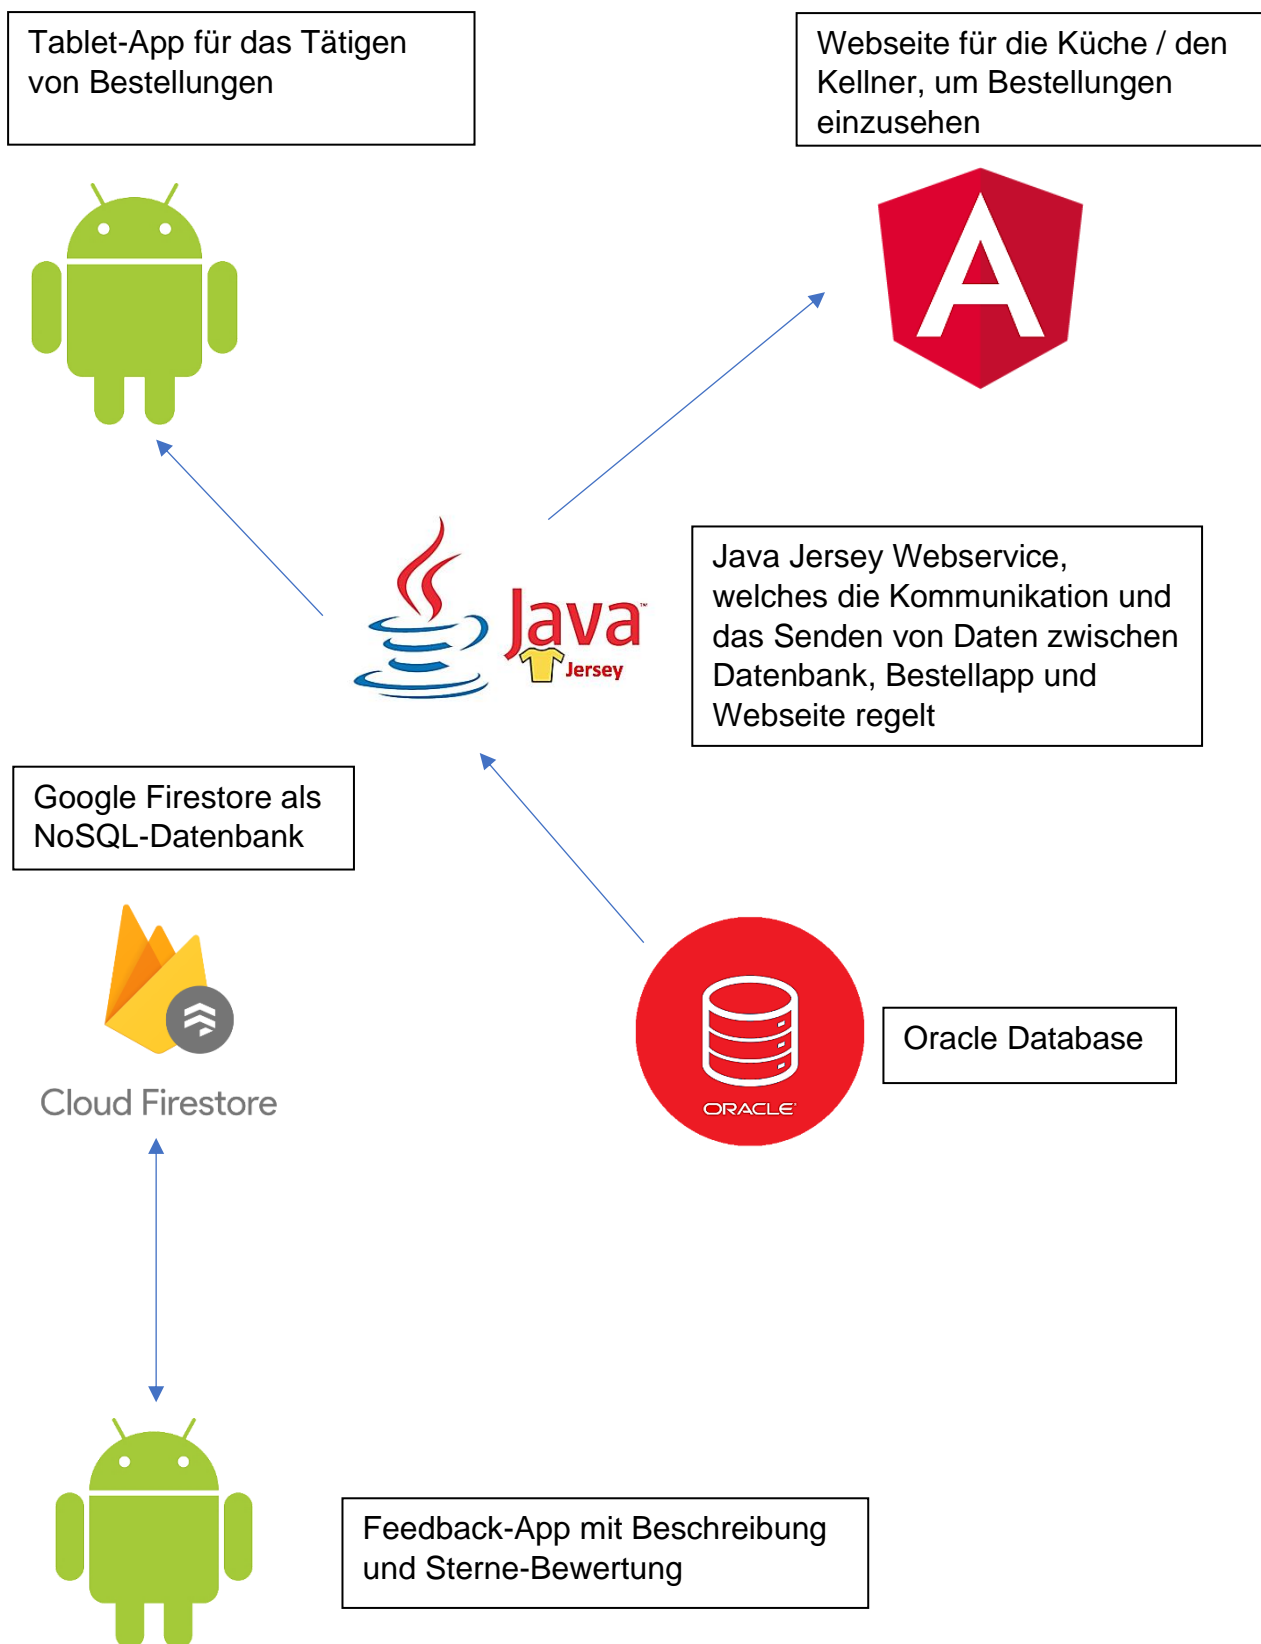 Tablet-App für das Tätigen
von Bestellungen
Webseite für die Küche / den
Kellner, um Bestellungen
einzusehen
Java™
Jersey
Java Jersey Webservice,
welches die Kommunikation und
das Senden von Daten zwischen
Datenbank, Bestellapp und
Webseite regelt
Google Firestore als
NoSQL-Datenbank
Cloud Firestore
ORACLE
Oracle Database
Feedback-App mit Beschreibung
und Sterne-Bewertung